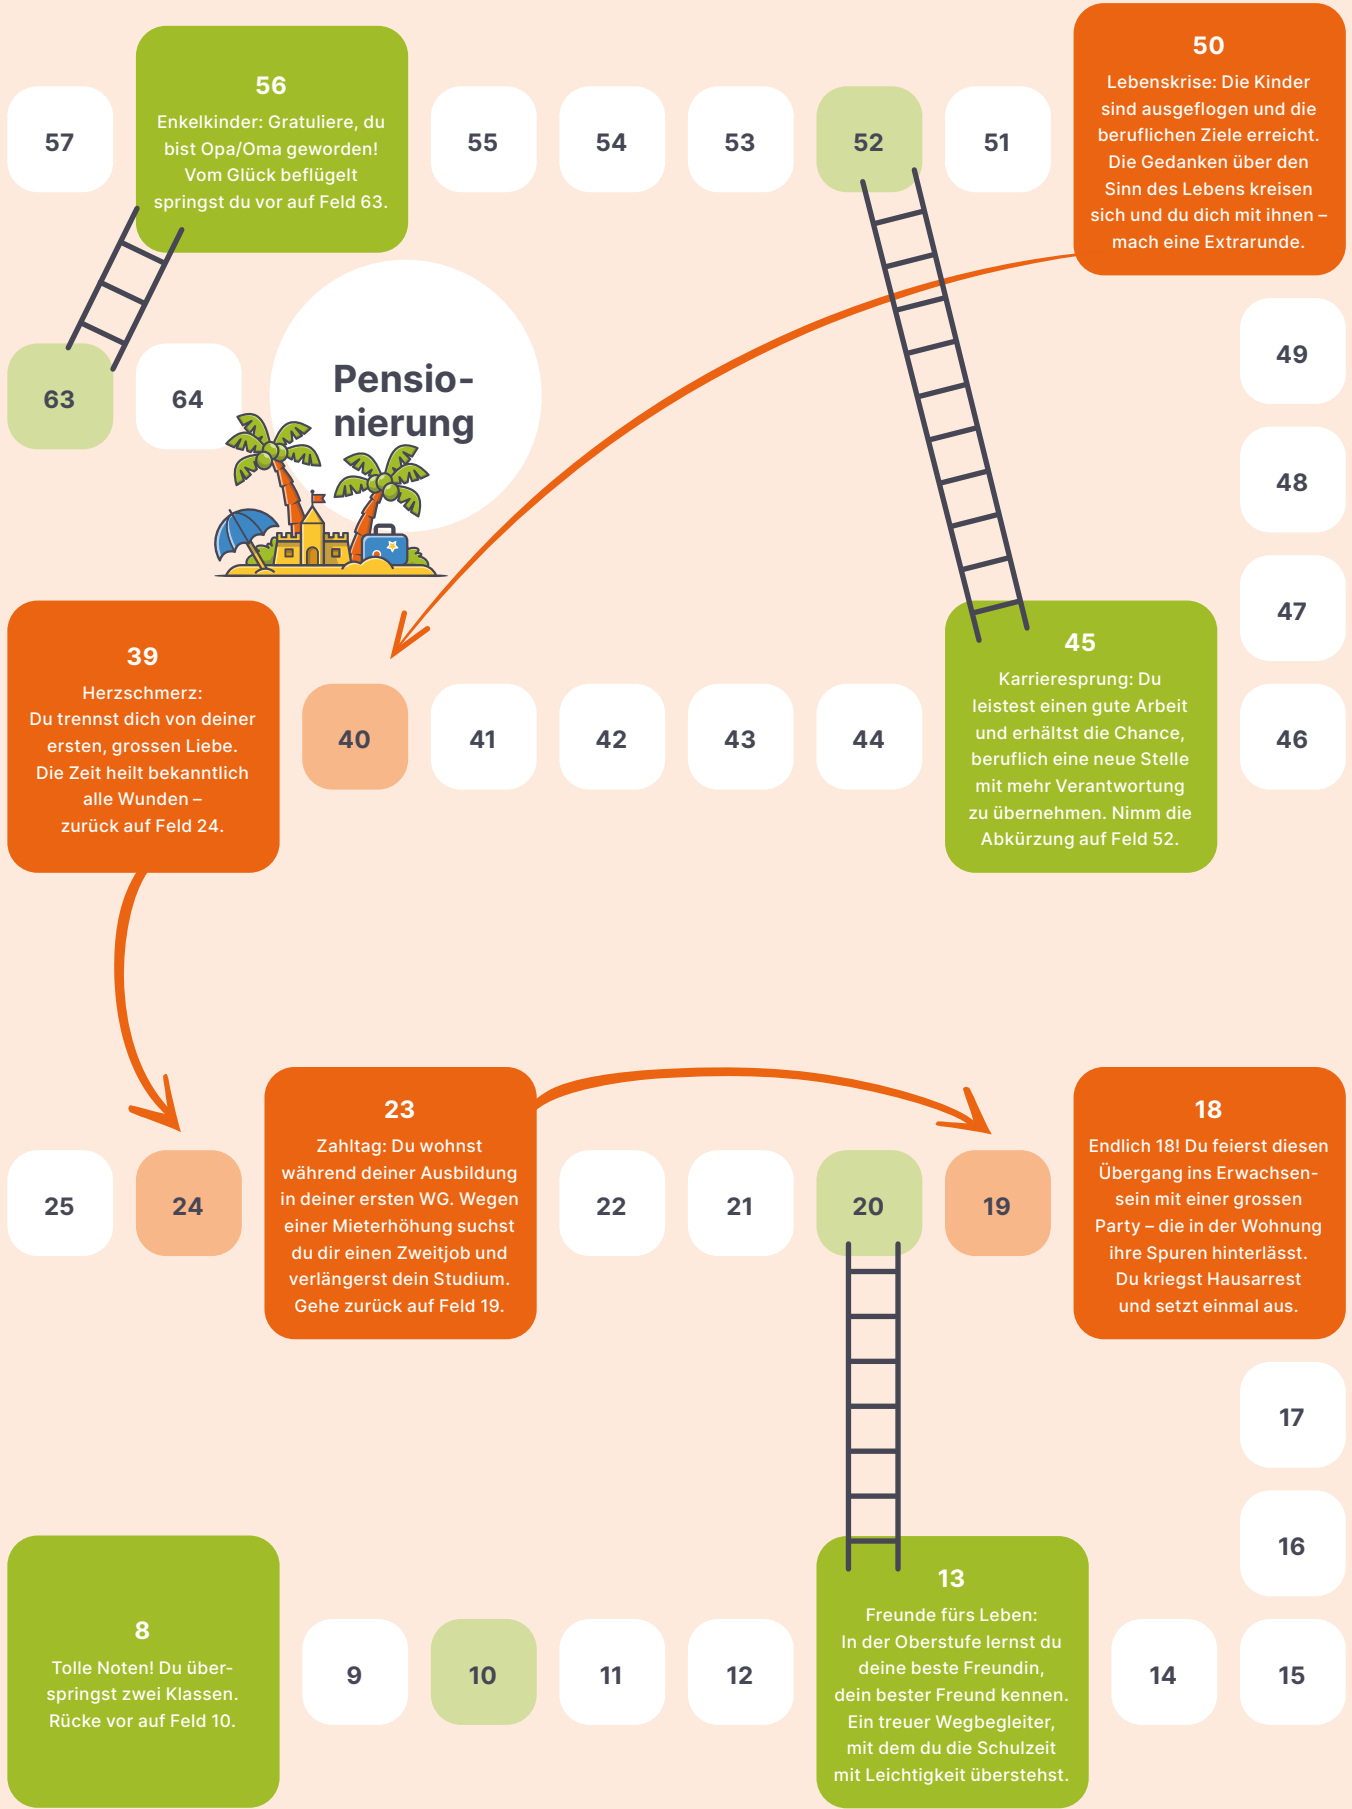 50
Lebenskrise: Die Kinder
sind ausgeflogen und die
beruflichen Ziele erreicht.
Die Gedanken über den
Sinn des Lebens kreisen
sich und du dich mit ihnen –
mach eine Extrarunde.
56
Enkelkinder: Gratuliere, du
bist Opa/Oma geworden!
Vom Glück beflügelt
springst du vor auf Feld 63.
57
55
54
53
52
51
49
63
64
Pensio-
nierung
48
47
39
Herzschmerz:
Du trennst dich von deiner
ersten, grossen Liebe.
Die Zeit heilt bekanntlich
alle Wunden –
zurück auf Feld 24.
40
41
42
43
44
45
Karrieresprung: Du
leistest einen gute Arbeit
und erhältst die Chance,
beruflich eine neue Stelle
mit mehr Verantwortung
zu übernehmen. Nimm die
Abkürzung auf Feld 52.
46
25
24
23
Zahltag: Du wohnst
während deiner Ausbildung
in deiner ersten WG. Wegen
einer Mieterhöhung suchst
du dir einen Zweitjob und
verlängerst dein Studium.
Gehe zurück auf Feld 19.
22
21
20
19
18
Endlich 18! Du feierst diesen
Übergang ins Erwachsen-
sein mit einer grossen
Party – die in der Wohnung
ihre Spuren hinterlässt.
Du kriegst Hausarrest
und setzt einmal aus.
17
16
8
Tolle Noten! Du über-
springst zwei Klassen.
Rücke vor auf Feld 10.
9
10
11
12
13
Freunde fürs Leben:
In der Oberstufe lernst du
deine beste Freundin,
dein bester Freund kennen.
Ein treuer Wegbegleiter,
mit dem du die Schulzeit
mit Leichtigkeit überstehst.
14
15